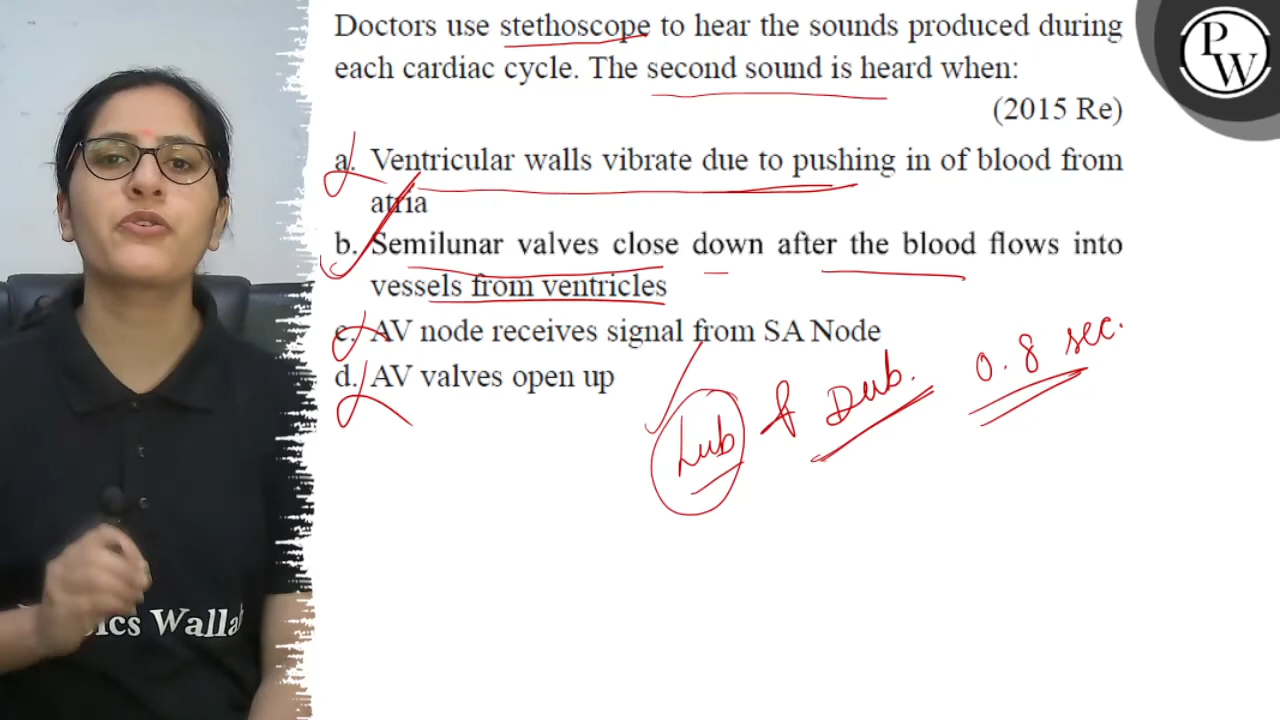 Doctors use stethoscope to hear the sounds produced during
each cardiac cycle. The second sound is heard when:
(2015 Re)
a. Ventricular walls vibrate due to pushing in of blood from
atria
b. Semilunar valves close down after the blood flows into
vessels from ventricles
c. AV node receives signal from SA Node
d. AV valves open up
Lub & Dub. 0.8 sec.
PW
ics Walla